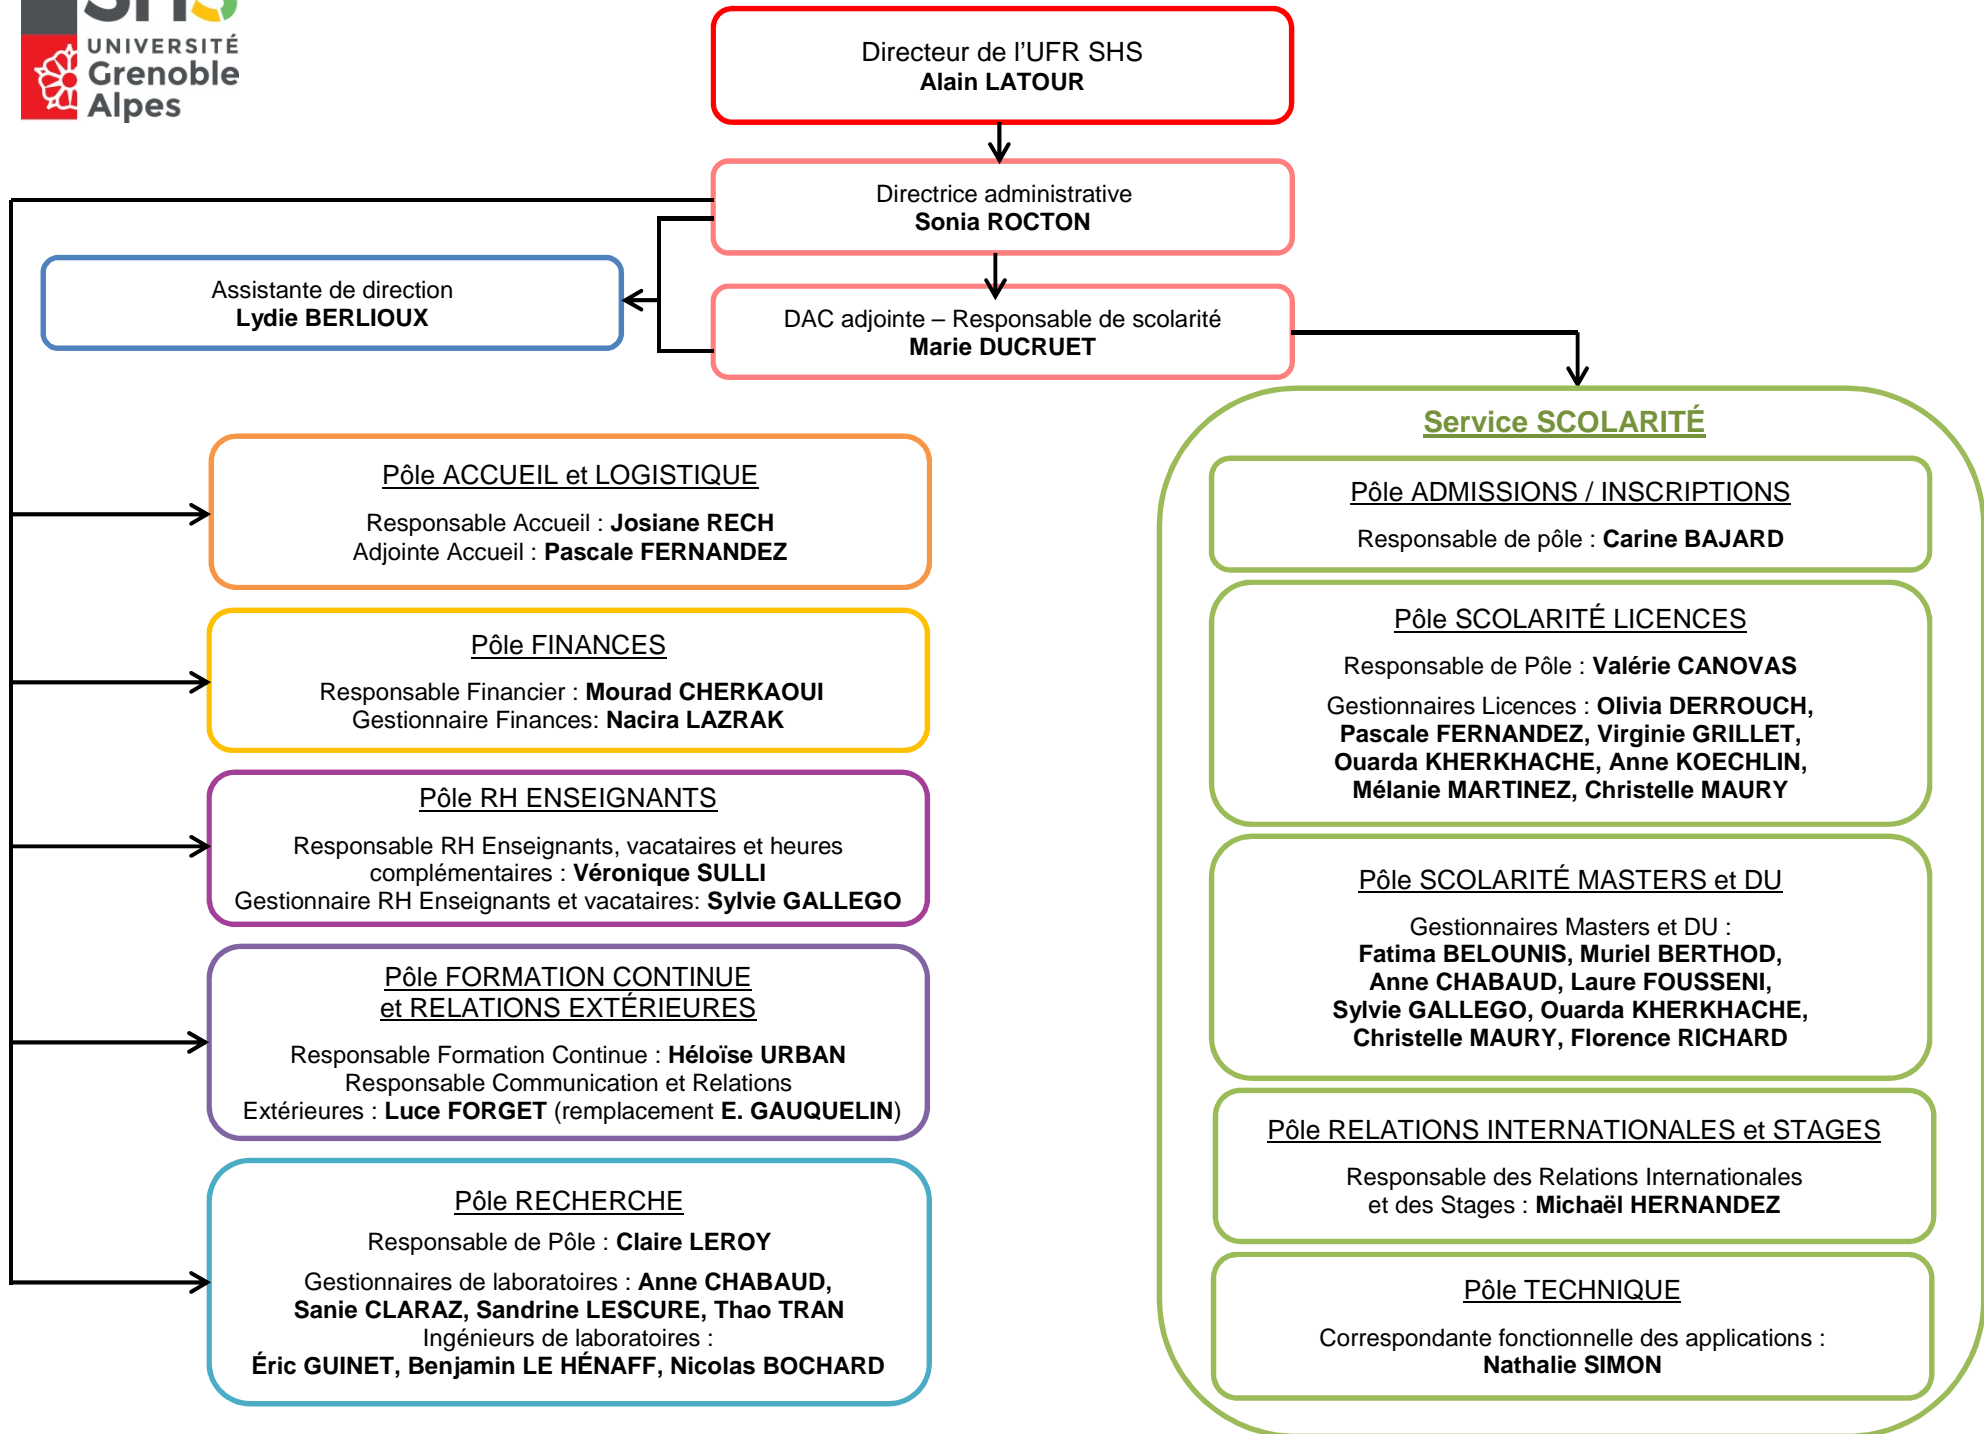 SHS
UNIVERSITÉ
Grenoble
Alpes
Directeur de l'UFR SHS
Alain LATOUR
Directrice administrative
Sonia ROCTON
Assistante de direction
Lydie BERLIOUX
DAC adjointe – Responsable de scolarité
Marie DUCRUET
Pôle ACCUEIL et LOGISTIQUE
Responsable Accueil : Josiane RECH
Adjointe Accueil : Pascale FERNANDEZ
Pôle FINANCES
Responsable Financier : Mourad CHERKAOUI
Gestionnaire Finances: Nacira LAZRAK
Pôle RH ENSEIGNANTS
Responsable RH Enseignants, vacataires et heures
complémentaires : Véronique SULLI
Gestionnaire RH Enseignants et vacataires: Sylvie GALLEGO
Pôle FORMATION CONTINUE
et RELATIONS EXTÉRIEURES
Responsable Formation Continue : Héloïse URBAN
Responsable Communication et Relations
Extérieures : Luce FORGET (remplacement E. GAUQUELIN)
Pôle RECHERCHE
Responsable de Pôle : Claire LEROY
Gestionnaires de laboratoires : Anne CHABAUD,
Sanie CLARAZ, Sandrine LESCURE, Thao TRAN
Ingénieurs de laboratoires :
Éric GUINET, Benjamin LE HÉNAFF, Nicolas BOCHARD
Service SCOLARITÉ
Pôle ADMISSIONS / INSCRIPTIONS
Responsable de pôle : Carine BAJARD
Pôle SCOLARITÉ LICENCES
Responsable de Pôle : Valérie CANOVAS
Gestionnaires Licences : Olivia DERROUCH,
Pascale FERNANDEZ, Virginie GRILLET,
Ouarda KHERKHACHE, Anne KOECHLIN,
Mélanie MARTINEZ, Christelle MAURY
Pôle SCOLARITÉ MASTERS et DU
Gestionnaires Masters et DU :
Fatima BELOUNIS, Muriel BERTHOD,
Anne CHABAUD, Laure FOUSSENI,
Sylvie GALLEGO, Ouarda KHERKHACHE,
Christelle MAURY, Florence RICHARD
Pôle RELATIONS INTERNATIONALES et STAGES
Responsable des Relations Internationales
et des Stages : Michaël HERNANDEZ
Pôle TECHNIQUE
Correspondante fonctionnelle des applications :
Nathalie SIMON